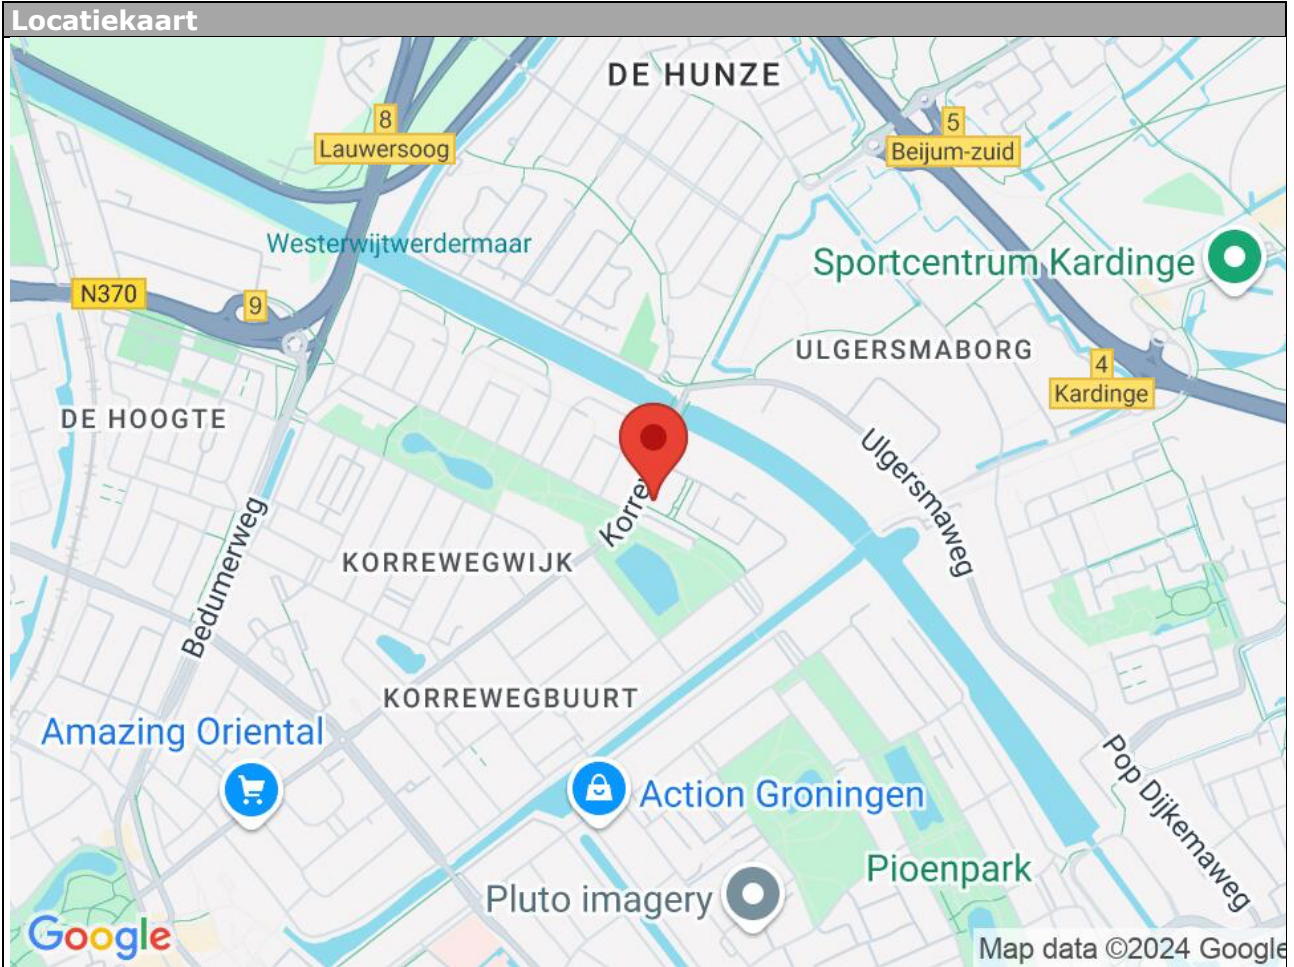 Locatiekaart
DE HUNZE
8
Lauwersoog
5
Beijum-zuid
Westerwijtwerdermaar
Sportcentrum Kardinge
N370
9
ULGERSMABORG
4
Kardinge
DE HOOGTE
Ulgersmaweg
Korrew
KORREWEGWIJK
Bedumerweg
KORREWEGBUURT
Amazing Oriental
Action Groningen
Pop Dijkemaweg
Pioenpark
Pluto imagery
Google
Map data ©2024 Google